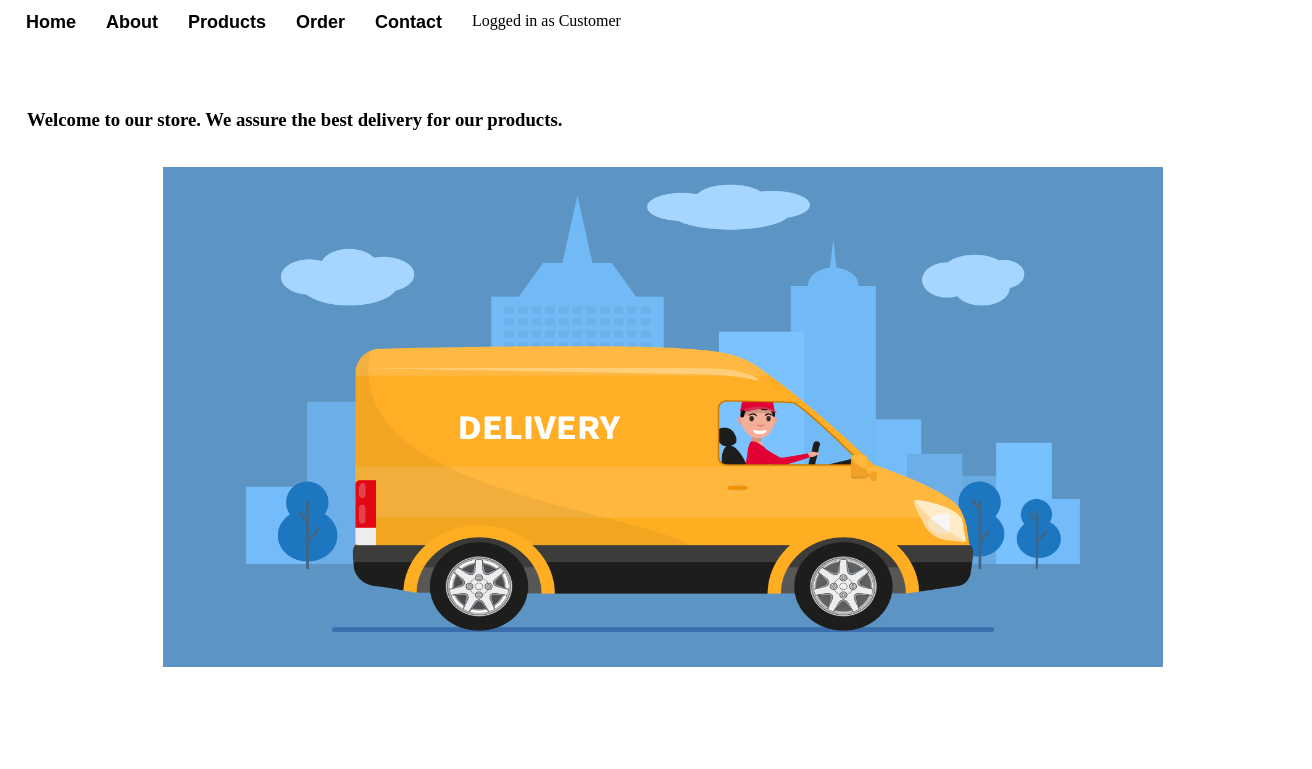 Home About Products Order Contact Logged in as Customer
Welcome to our store. We assure the best delivery for our products.
DELIVERY